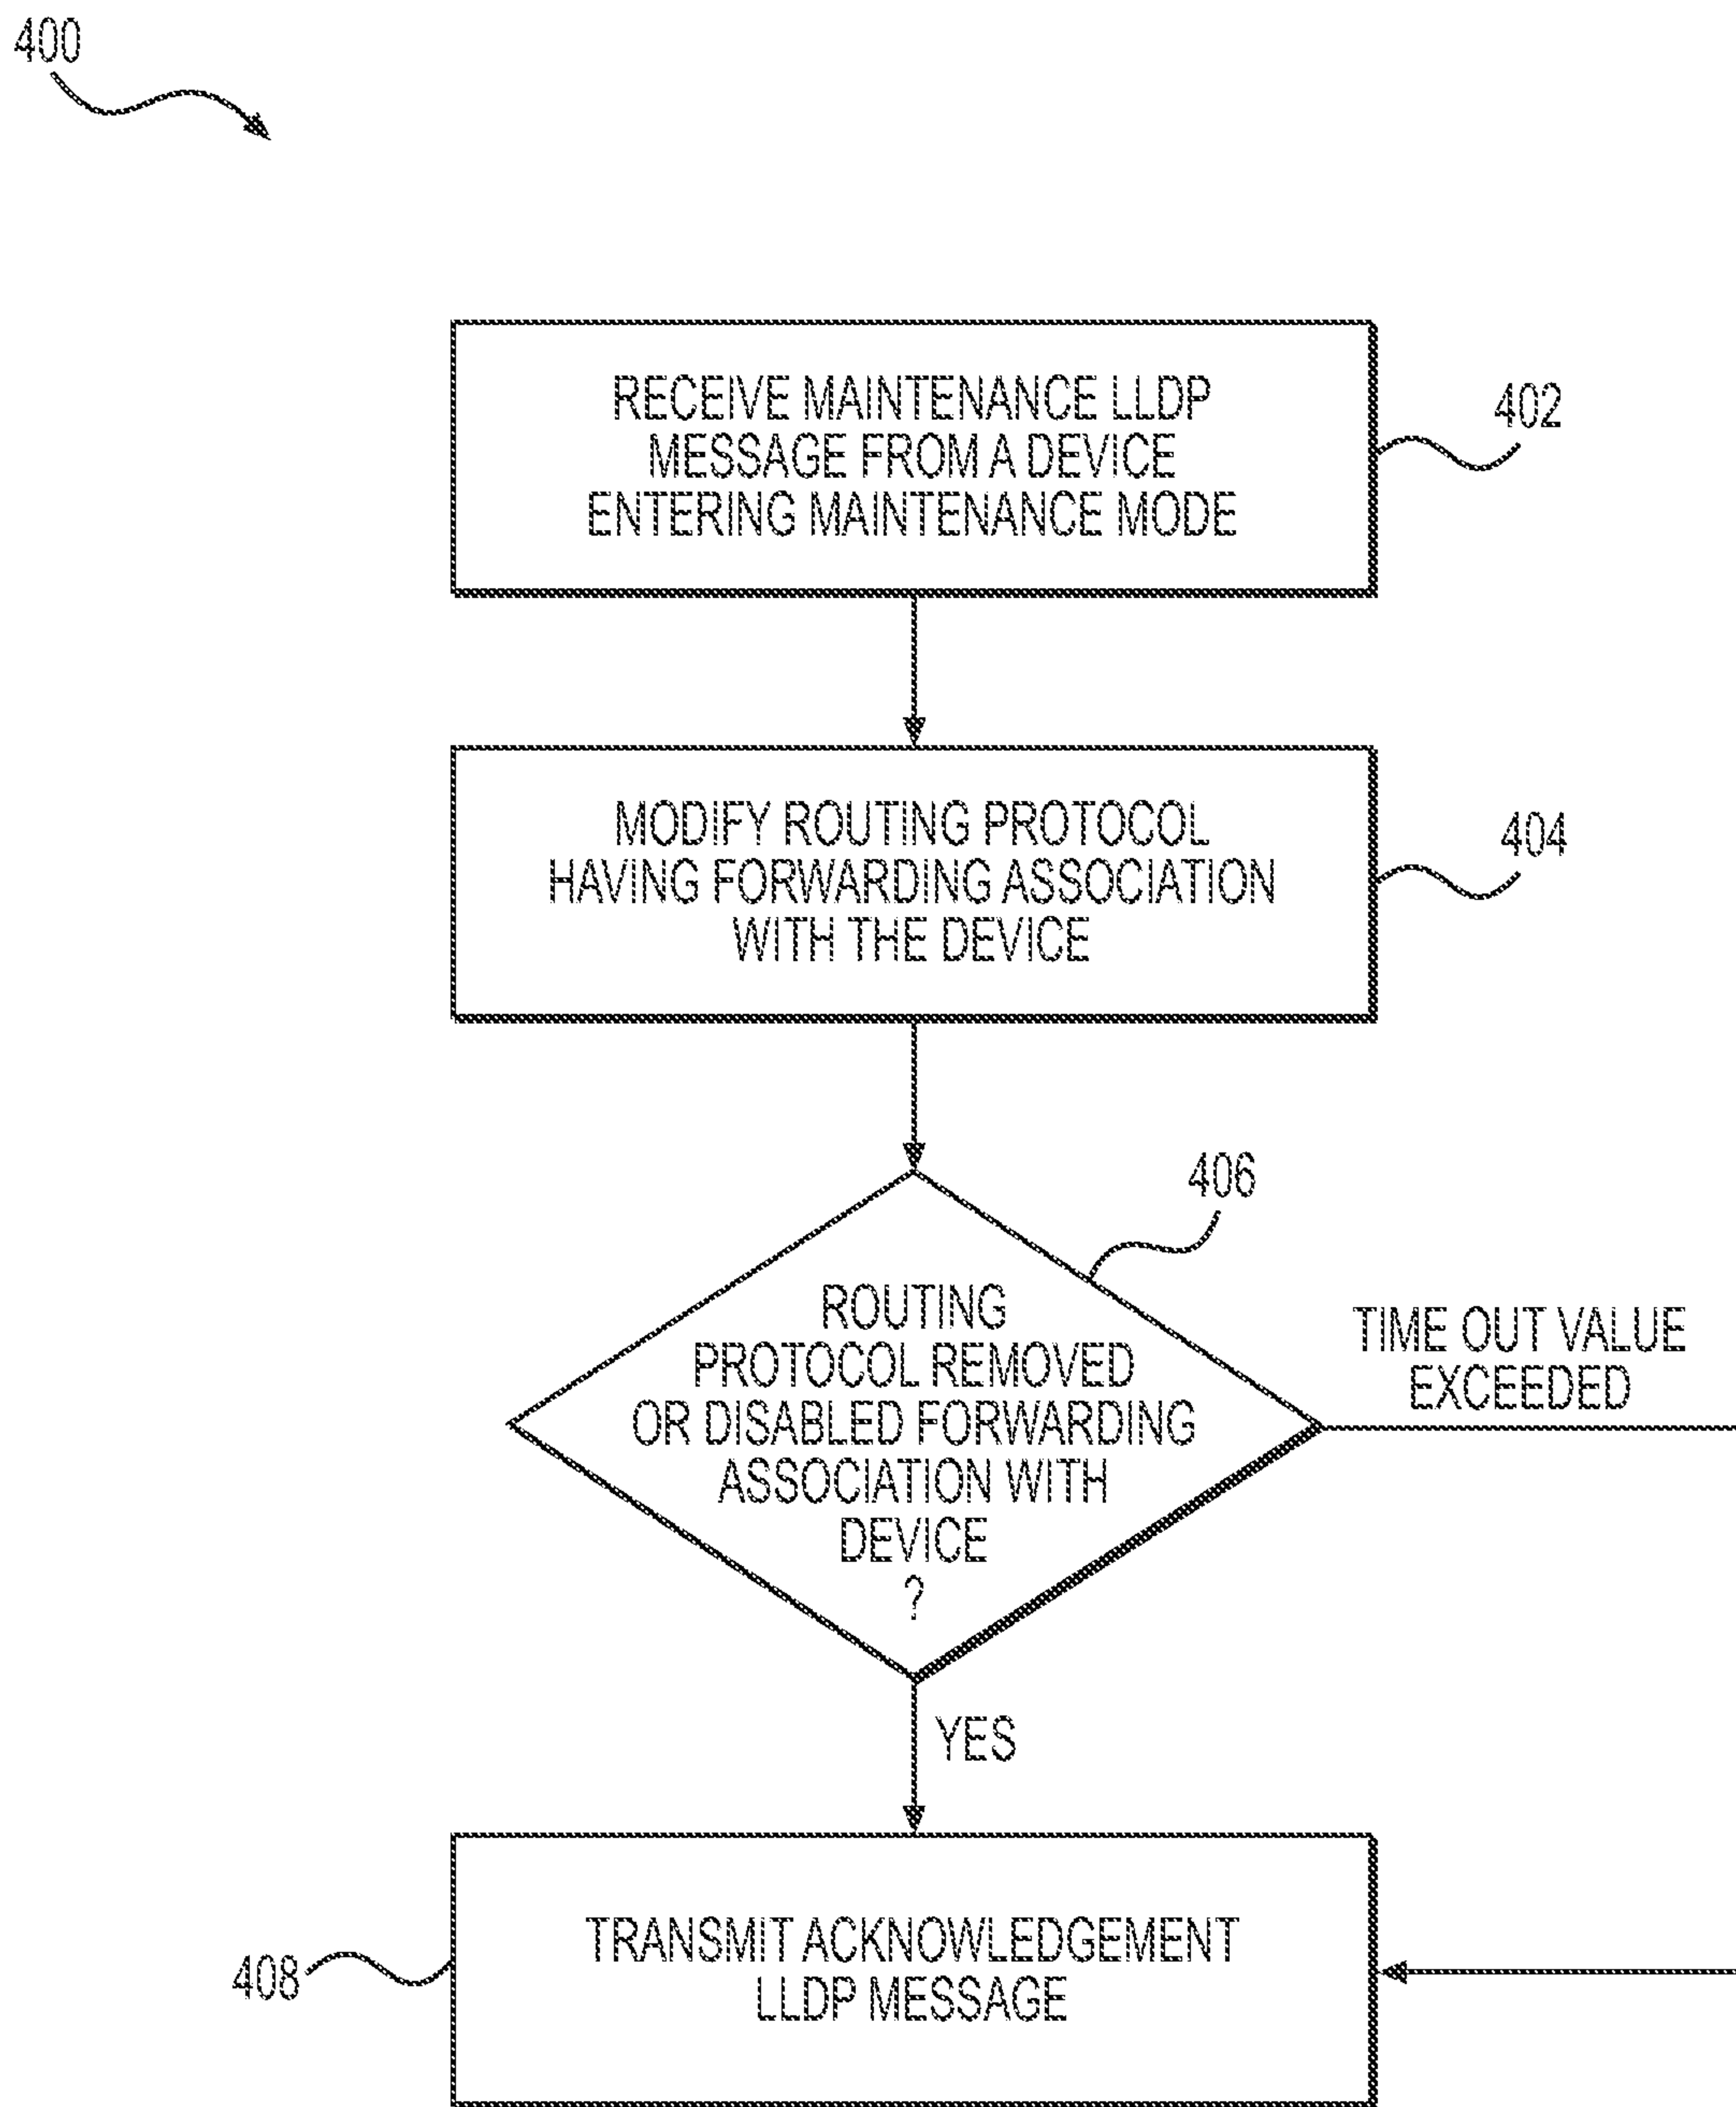 400
RECEIVE MAINTENANCE LLDP
MESSAGE FROM A DEVICE
ENTERING MAINTENANCE MODE
402
MODIFY ROUTING PROTOCOL
HAVING FORWARDING ASSOCIATION
WITH THE DEVICE
404
406
ROUTING
PROTOCOL REMOVED
OR DISABLED FORWARDING
ASSOCIATION WITH
DEVICE
?
TIME OUT VALUE
EXCEEDED
YES
TRANSMIT ACKNOWLEDGEMENT
LLDP MESSAGE
408